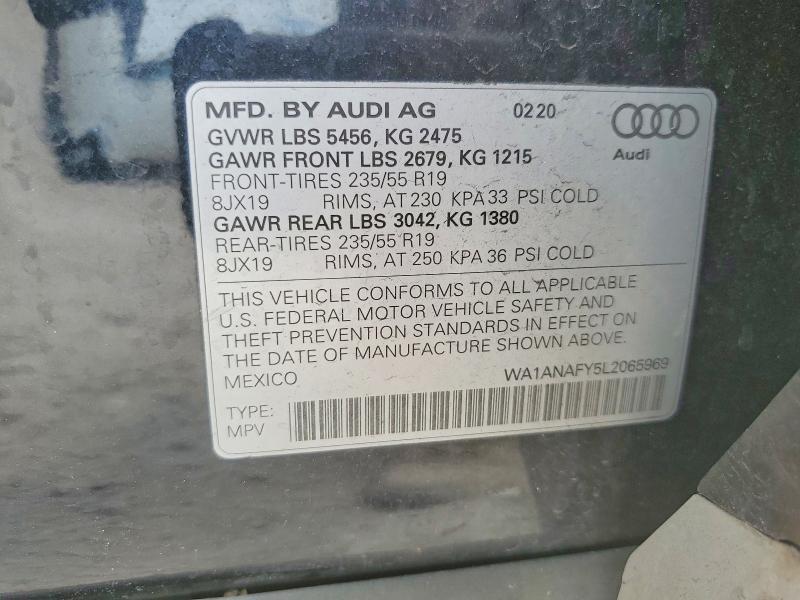 MFD. BY AUDI AG 0220
Audi
GVWR LBS 5456, KG 2475
GAWR FRONT LBS 2679, KG 1215
FRONT-TIRES 235/55 R19
8JX19 RIMS, AT 230 KPA 33 PSI COLD
GAWR REAR LBS 3042, KG 1380
REAR-TIRES 235/55 R19
8JX19 RIMS, AT 250 KPA 36 PSI COLD
THIS VEHICLE CONFORMS TO ALL APPLICABLE
U.S. FEDERAL MOTOR VEHICLE SAFETY AND
THEFT PREVENTION STANDARDS IN EFFECT ON
THE DATE OF MANUFACTURE SHOWN ABOVE.
MEXICO WA1ANAFY5L2065969
TYPE:
MPV